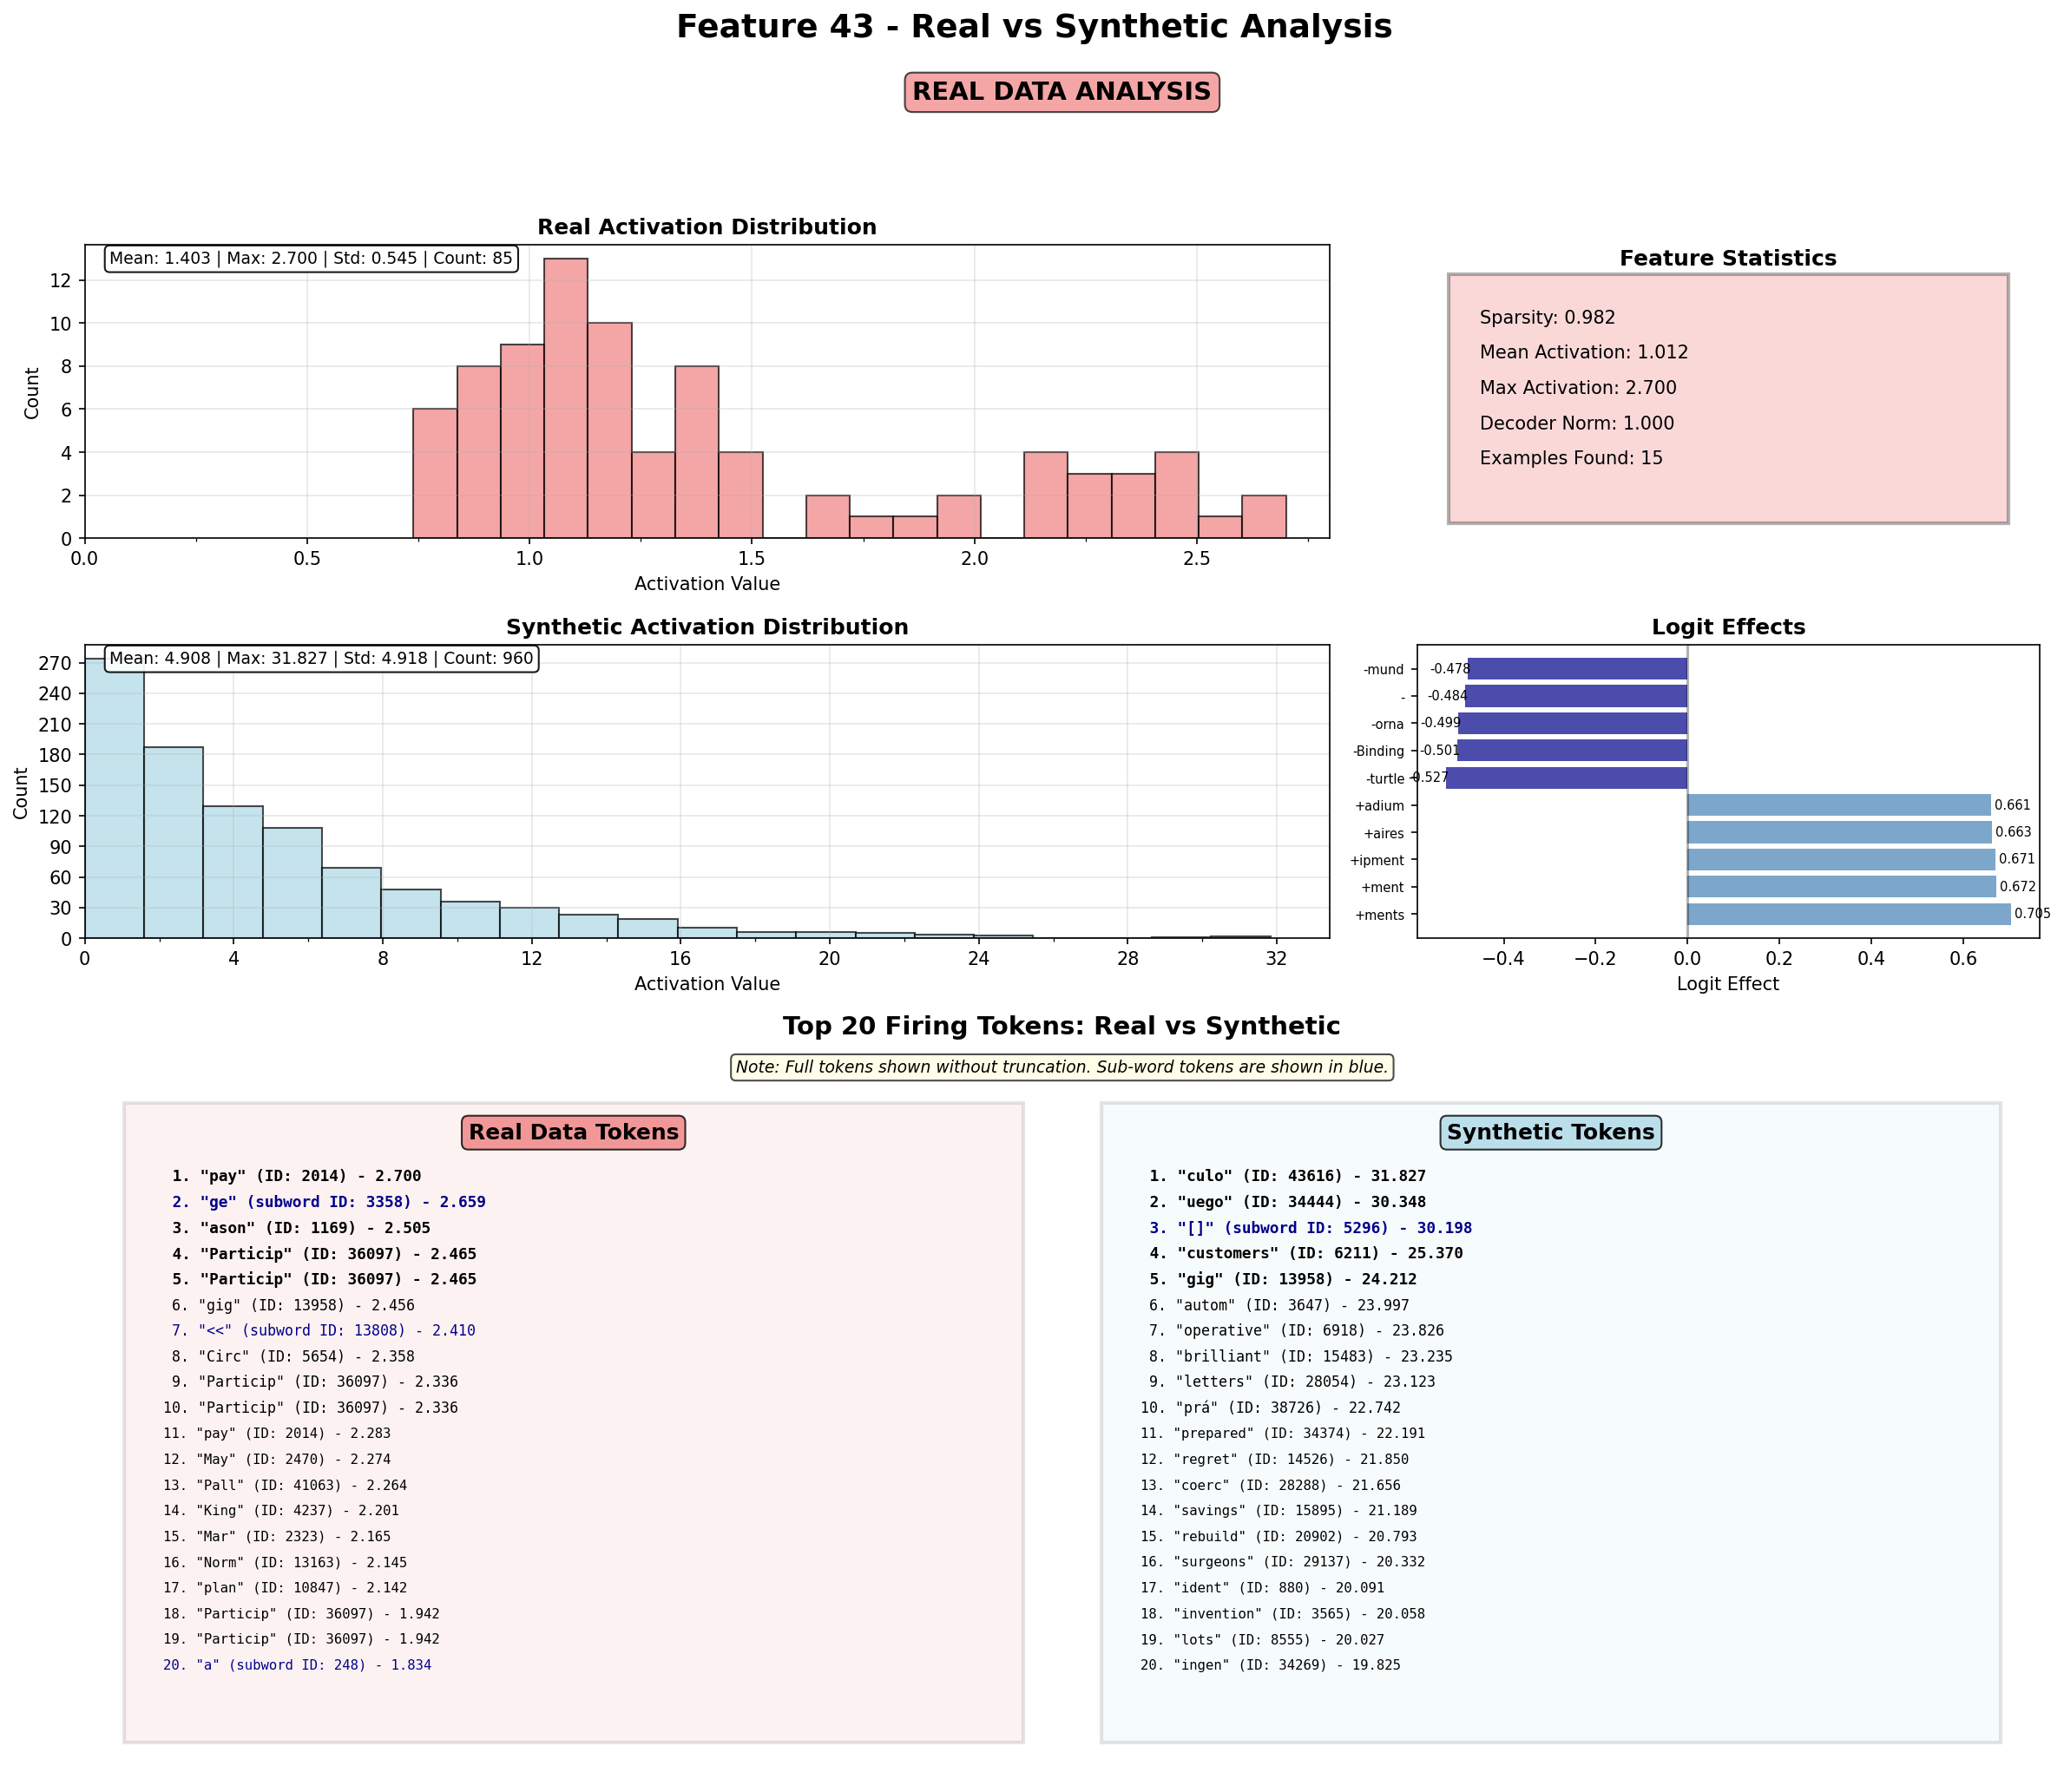 Feature 43 - Real vs Synthetic Analysis
REAL DATA ANALYSIS
Real Activation Distribution
Mean: 1.403 | Max: 2.700 | Std: 0.545 | Count: 85
Count
12
10
8
6
4
2
0
0.0 0.5 1.0 1.5 2.0 2.5
Activation Value
Feature Statistics
Sparsity: 0.982
Mean Activation: 1.012
Max Activation: 2.700
Decoder Norm: 1.000
Examples Found: 15
Synthetic Activation Distribution
Mean: 4.908 | Max: 31.827 | Std: 4.918 | Count: 960
Count
270
240
210
180
150
120
90
60
30
0
0 4 8 12 16 20 24 28 32
Activation Value
Logit Effects
-mund -0.478
- -0.484
-orna -0.499
-Binding -0.501
-turtle -0.527
+adium 0.661
+aires 0.663
+ipment 0.671
+ment 0.672
+ments 0.705
−0.4 −0.2 0.0 0.2 0.4 0.6
Logit Effect
Top 20 Firing Tokens: Real vs Synthetic
Note: Full tokens shown without truncation. Sub-word tokens are shown in blue.
Real Data Tokens
1. "pay" (ID: 2014) - 2.700
2. "ge" (subword ID: 3358) - 2.659
3. "ason" (ID: 1169) - 2.505
4. "Particip" (ID: 36097) - 2.465
5. "Particip" (ID: 36097) - 2.465
6. "gig" (ID: 13958) - 2.456
7. "<<" (subword ID: 13808) - 2.410
8. "Circ" (ID: 5654) - 2.358
9. "Particip" (ID: 36097) - 2.336
10. "Particip" (ID: 36097) - 2.336
11. "pay" (ID: 2014) - 2.283
12. "May" (ID: 2470) - 2.274
13. "Pall" (ID: 41063) - 2.264
14. "King" (ID: 4237) - 2.201
15. "Mar" (ID: 2323) - 2.165
16. "Norm" (ID: 13163) - 2.145
17. "plan" (ID: 10847) - 2.142
18. "Particip" (ID: 36097) - 1.942
19. "Particip" (ID: 36097) - 1.942
20. "a" (subword ID: 248) - 1.834
Synthetic Tokens
1. "culo" (ID: 43616) - 31.827
2. "uego" (ID: 34444) - 30.348
3. "[]" (subword ID: 5296) - 30.198
4. "customers" (ID: 6211) - 25.370
5. "gig" (ID: 13958) - 24.212
6. "autom" (ID: 3647) - 23.997
7. "operative" (ID: 6918) - 23.826
8. "brilliant" (ID: 15483) - 23.235
9. "letters" (ID: 28054) - 23.123
10. "prá" (ID: 38726) - 22.742
11. "prepared" (ID: 34374) - 22.191
12. "regret" (ID: 14526) - 21.850
13. "coerc" (ID: 28288) - 21.656
14. "savings" (ID: 15895) - 21.189
15. "rebuild" (ID: 20902) - 20.793
16. "surgeons" (ID: 29137) - 20.332
17. "ident" (ID: 880) - 20.091
18. "invention" (ID: 3565) - 20.058
19. "lots" (ID: 8555) - 20.027
20. "ingen" (ID: 34269) - 19.825